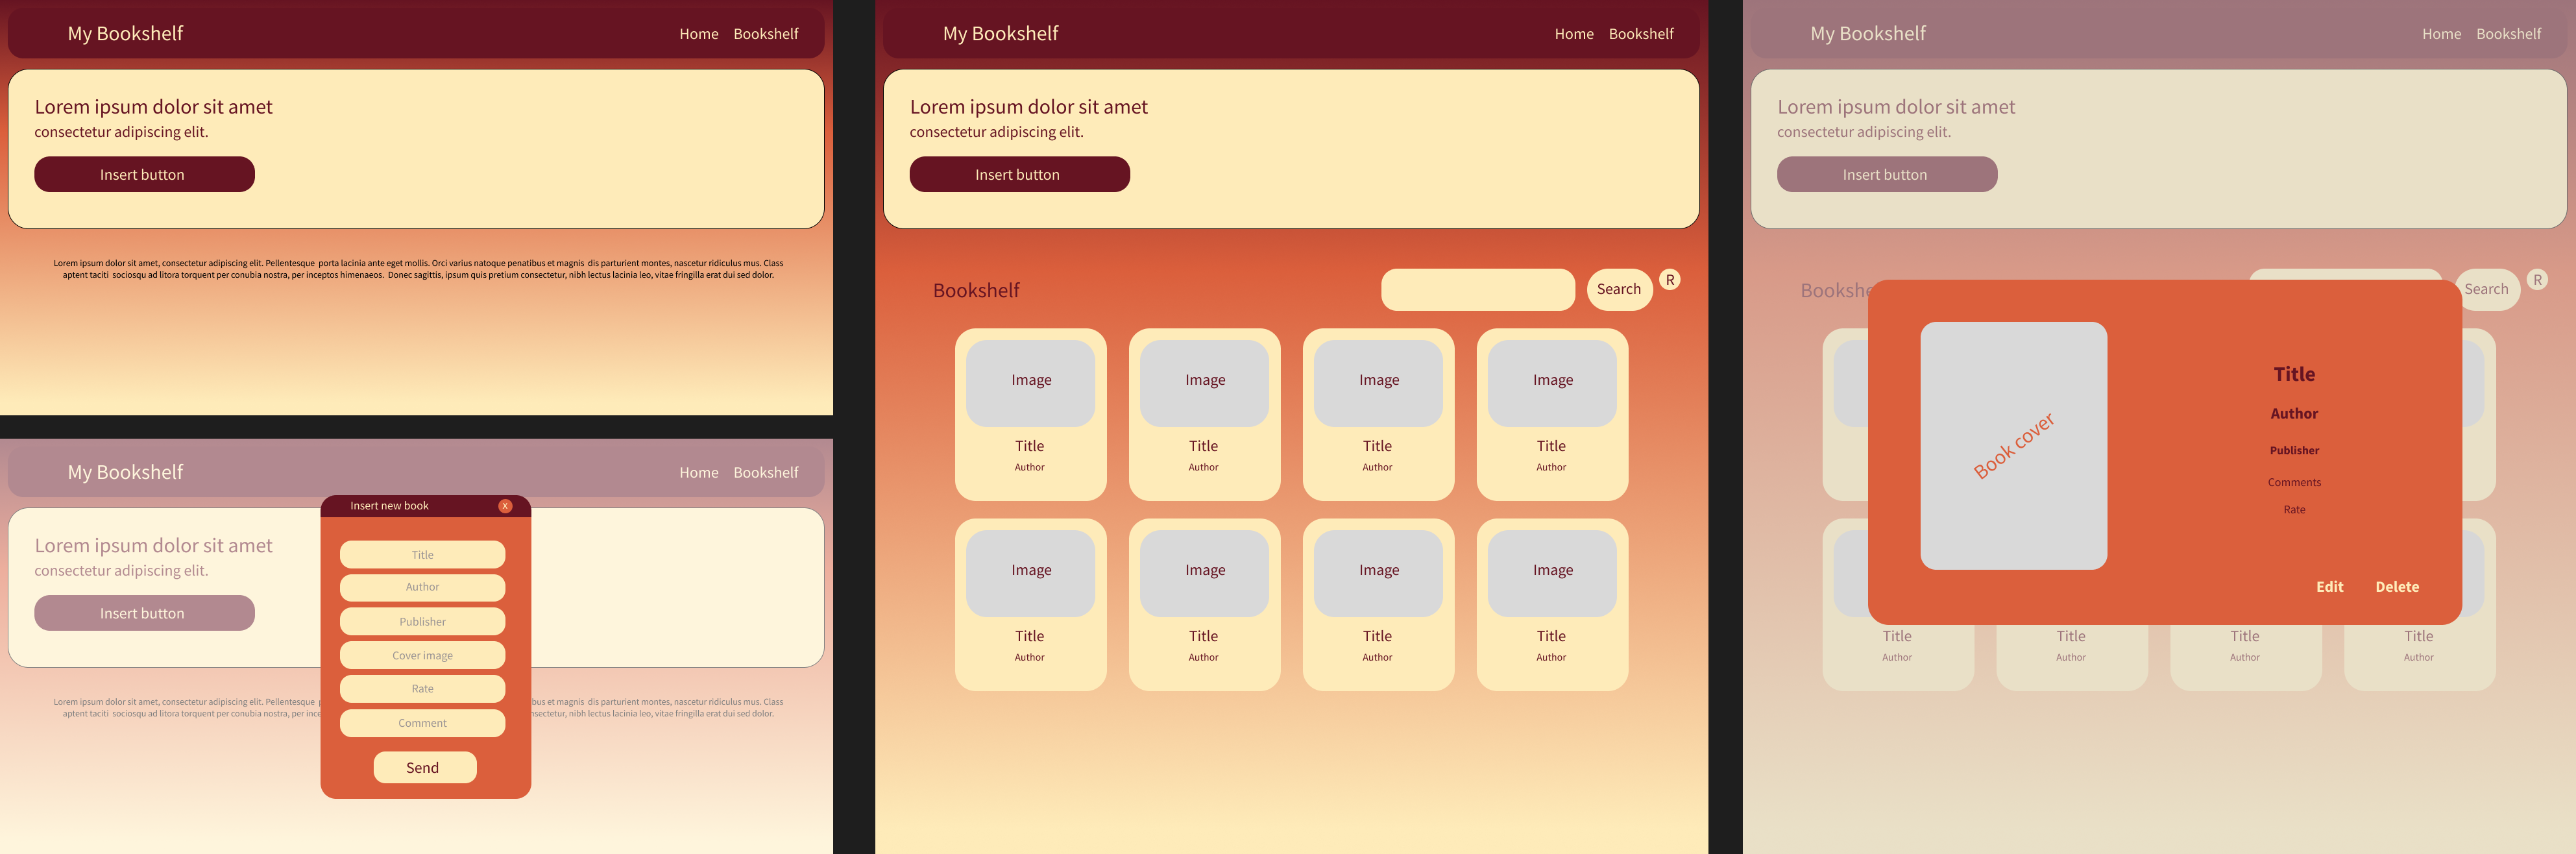 My Bookshelf
Home Bookshelf
Lorem ipsum dolor sit amet
consectetur adipiscing elit.
Insert button
Lorem ipsum dolor sit amet, consectetur adipiscing elit. Pellentesque porta lacinia ante eget mollis. Orci varius natoque penatibus et magnis dis parturient montes, nascetur ridiculus mus. Class
aptent taciti sociosqu ad litora torquent per conubia nostra, per inceptos himenaeos. Donec sagittis, ipsum quis pretium consectetur, nibh lectus lacinia leo, vitae fringilla erat dui sed dolor.
My Bookshelf
Home Bookshelf
Insert new book
X
Lorem ipsum dolor sit amet
consectetur adipiscing elit.
Insert button
Title
Author
Publisher
Cover image
Rate
Comment
Send
Lorem ipsum dolor sit amet, consectetur adipiscing elit. Pellentesque bus et magnis dis parturient montes, nascetur ridiculus mus. Class
aptent taciti sociosqu ad litora torquent per conubia nostra, per ince nsectetur, nibh lectus lacinia leo, vitae fringilla erat dui sed dolor.
My Bookshelf
Home Bookshelf
Lorem ipsum dolor sit amet
consectetur adipiscing elit.
Insert button
Bookshelf
Search
R
Image Image Image Image
Title Title Title Title
Author Author Author Author
Image Image Image Image
Title Title Title Title
Author Author Author Author
My Bookshelf
Home Bookshelf
Lorem ipsum dolor sit amet
consectetur adipiscing elit.
Insert button
Bookshe
Search
R
Book cover
Title
Author
Publisher
Comments
Rate
Edit Delete
Title Title Title Title
Author Author Author Author